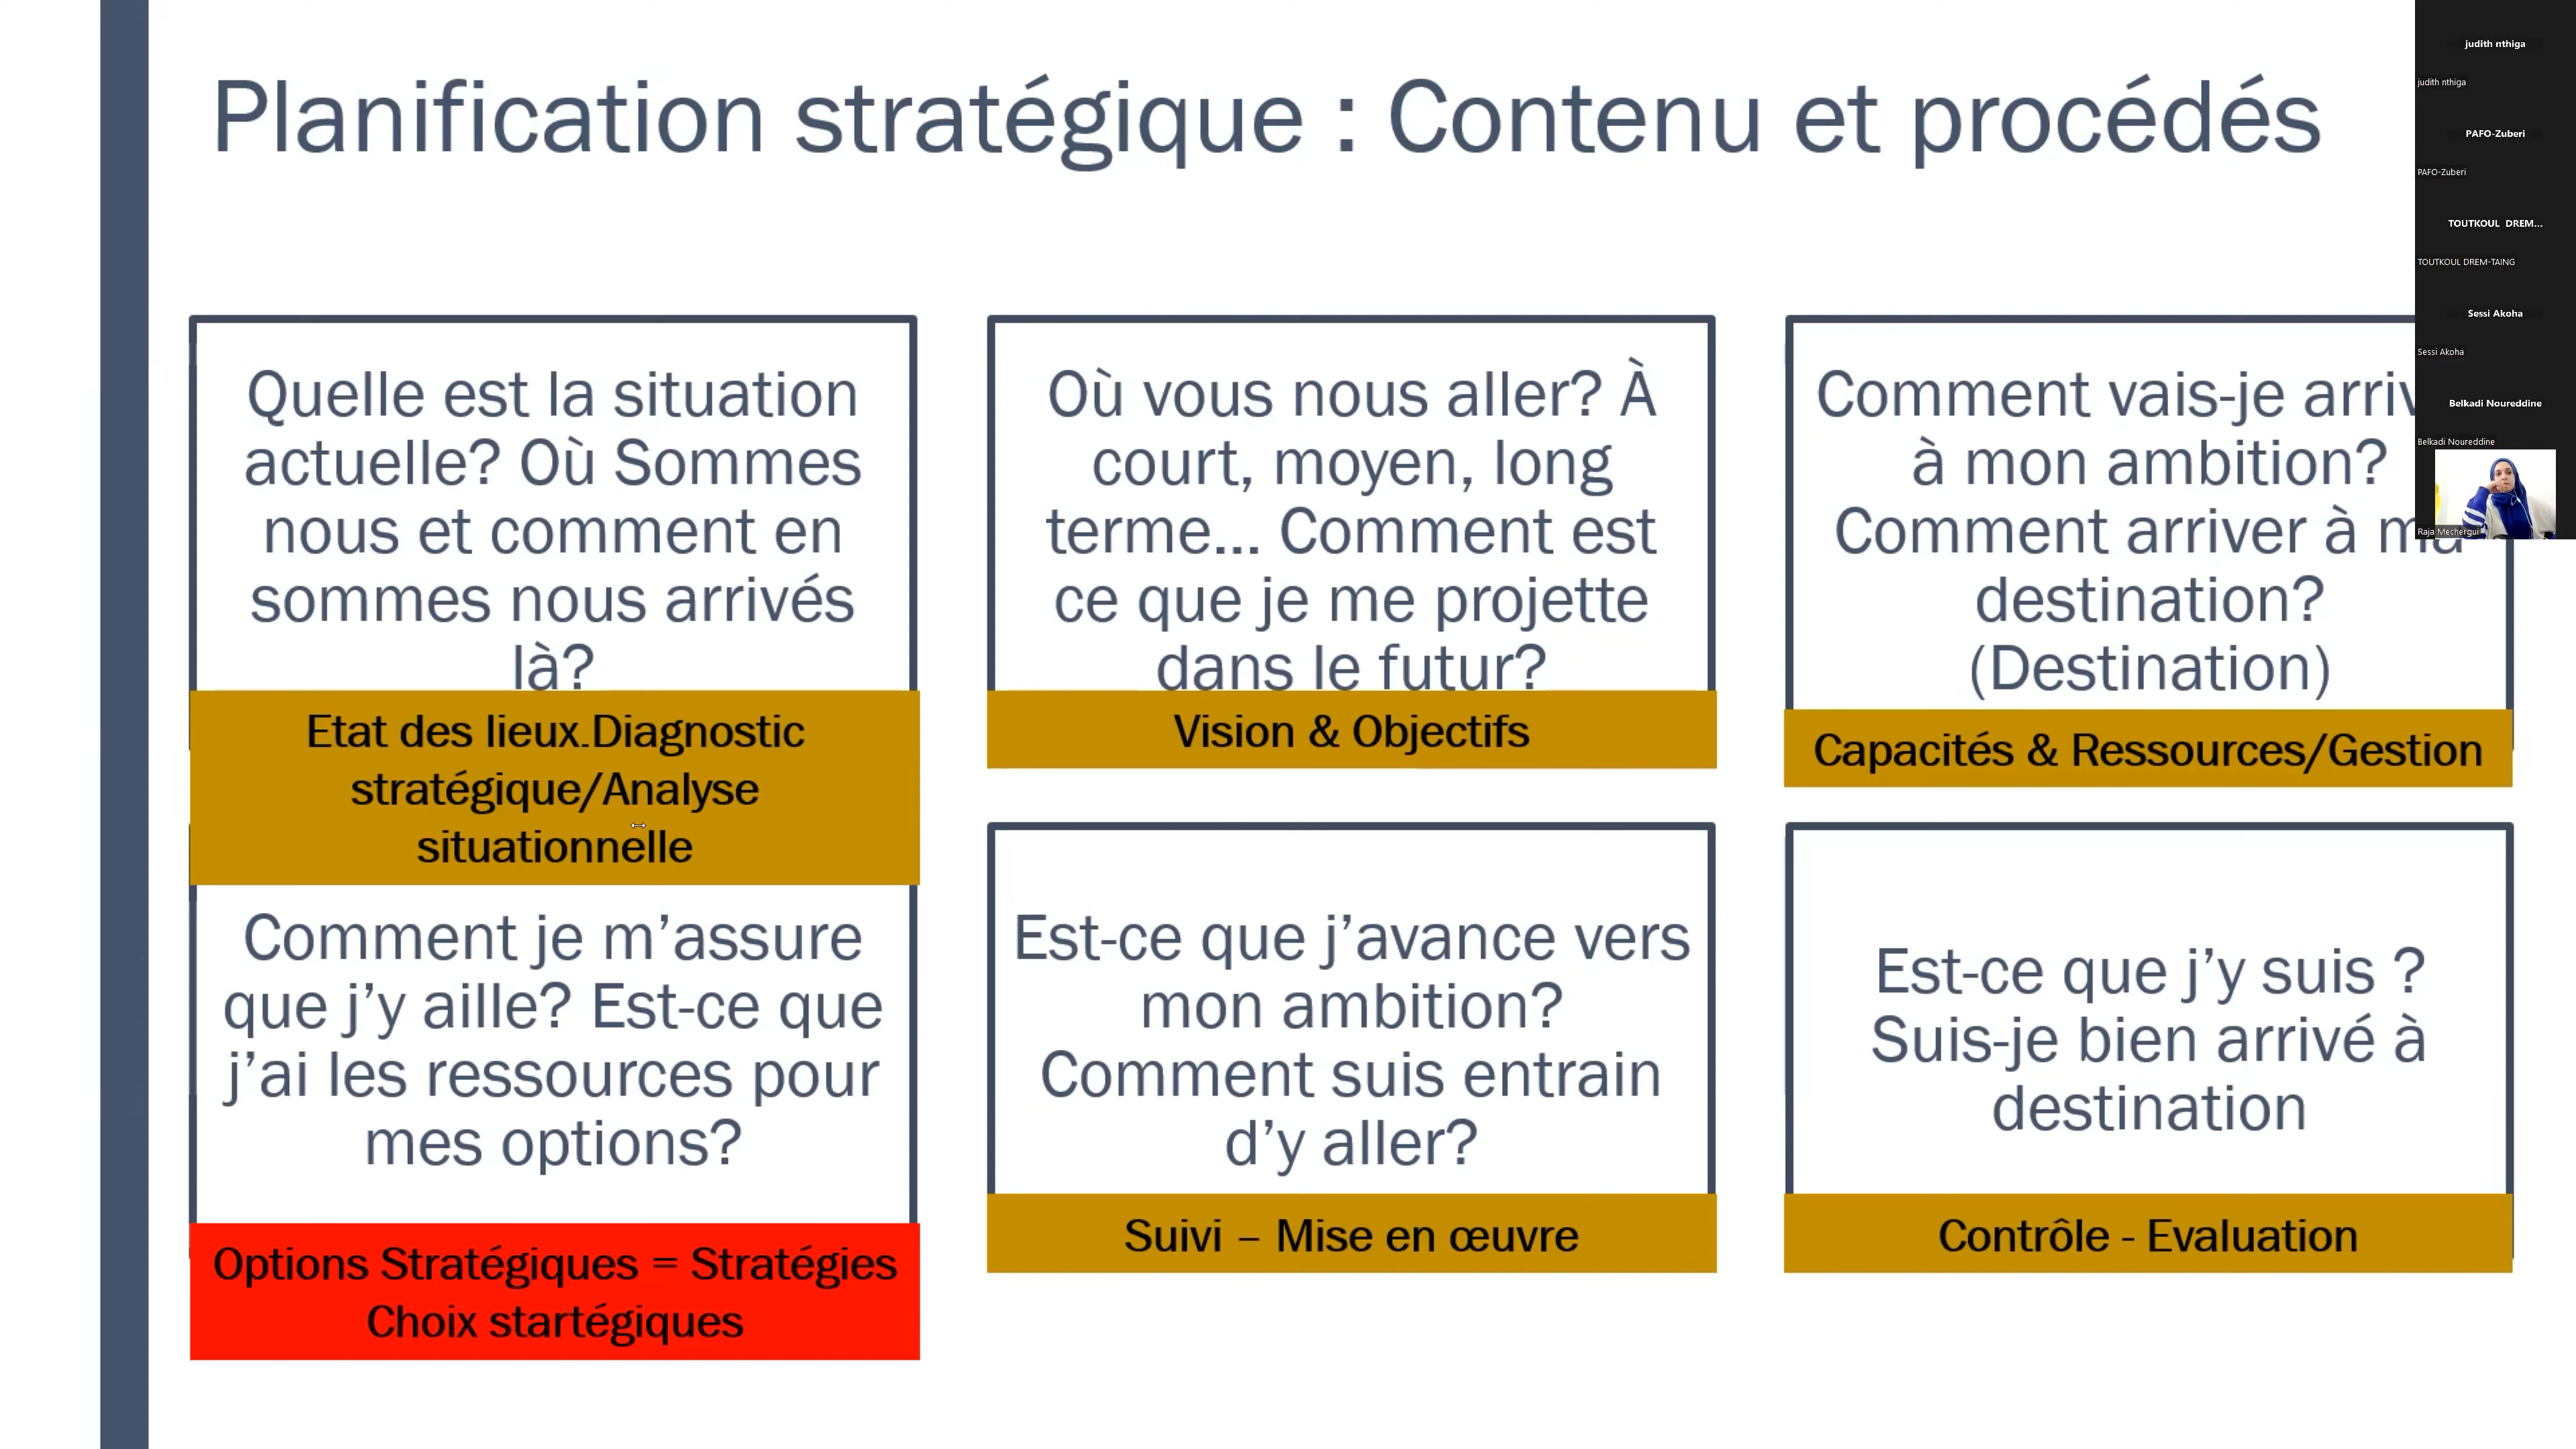 Planification stratégique : Contenu et procédés
Quelle est la situation
actuelle? Où Sommes
nous et comment en
sommes nous arrivés
là?
Etat des lieux.Diagnostic
stratégique/Analyse
situationnelle
Où vous nous aller? À
court, moyen, long
terme... Comment est
ce que je me projette
dans le futur?
Vision & Objectifs
Comment vais-je
à mon ambition?
Comment arriver à
destination?
(Destination)
Capacités & Ressources/Gestion
Comment je m'assure
que j'y aille? Est-ce que
j'ai les ressources pour
mes options?
Options Stratégiques = Stratégies
Choix startégiques
Est-ce que j'avance vers
mon ambition?
Comment suis entrain
d'y aller?
Suivi – Mise en œuvre
Est-ce que j'y suis ?
Suis-je bien arrivé à
destination
Contrôle - Evaluation
judith nthiga
judith nthiga
PAFO-Zuberi
PAFO-Zuberi
TOUTKOUL DREM...
TOUTKOUL DREM-TAING
Sessi Akoha
Sessi Akoha
Belkadi Noureddine
Belkadi Noureddine
Raja Mechergui